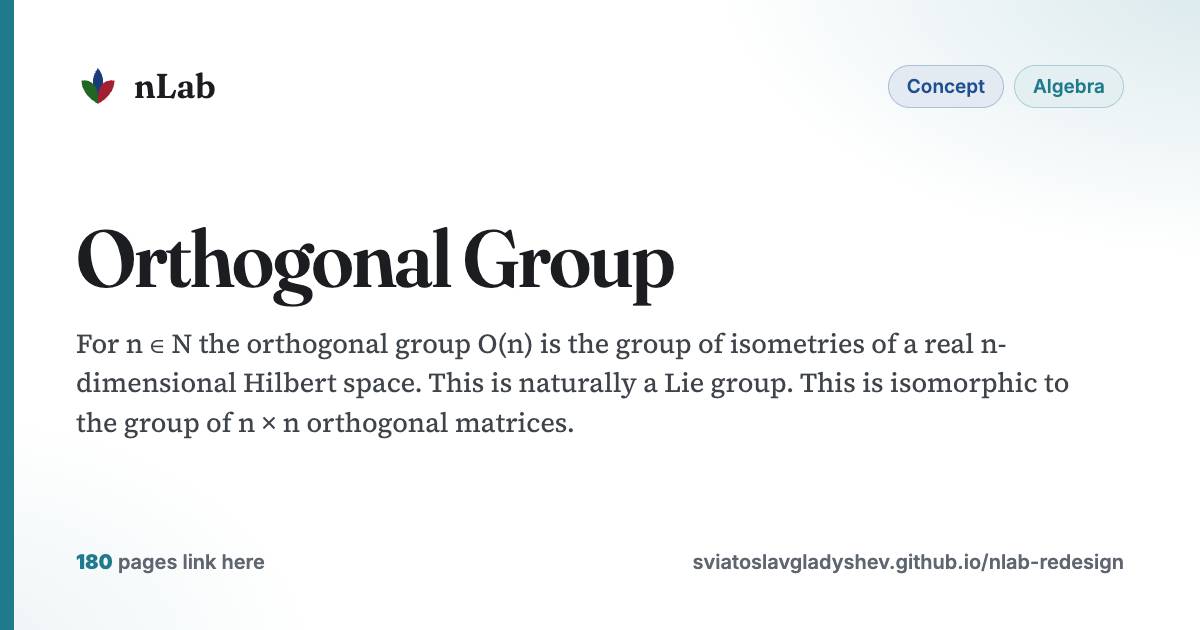 nLab
Concept
Algebra
Orthogonal Group
For n ∈ N the orthogonal group O(n) is the group of isometries of a real n-
dimensional Hilbert space. This is naturally a Lie group. This is isomorphic to
the group of n × n orthogonal matrices.
180 pages link here
sviatoslavgladyshev.github.io/nlab-redesign